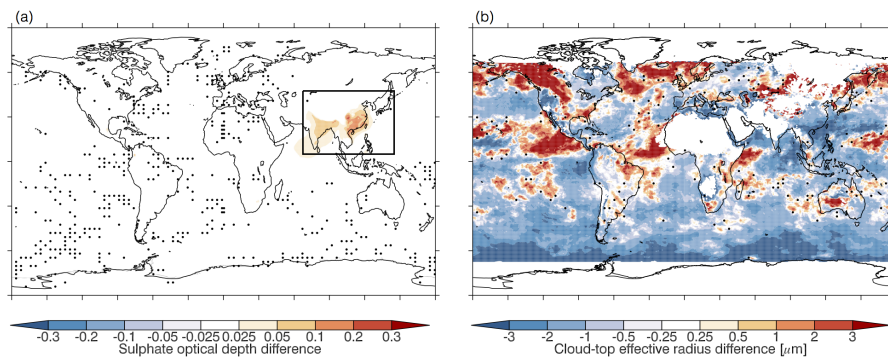 (a)
(b)
-0.3 -0.2 -0.1 -0.05 -0.025 0.025 0.05 0.1 0.2 0.3
Sulphate optical depth difference
-3 -2 -1 -0.5 -0.25 0.25 0.5 1 2 3
Cloud-top effective radius difference [μm]